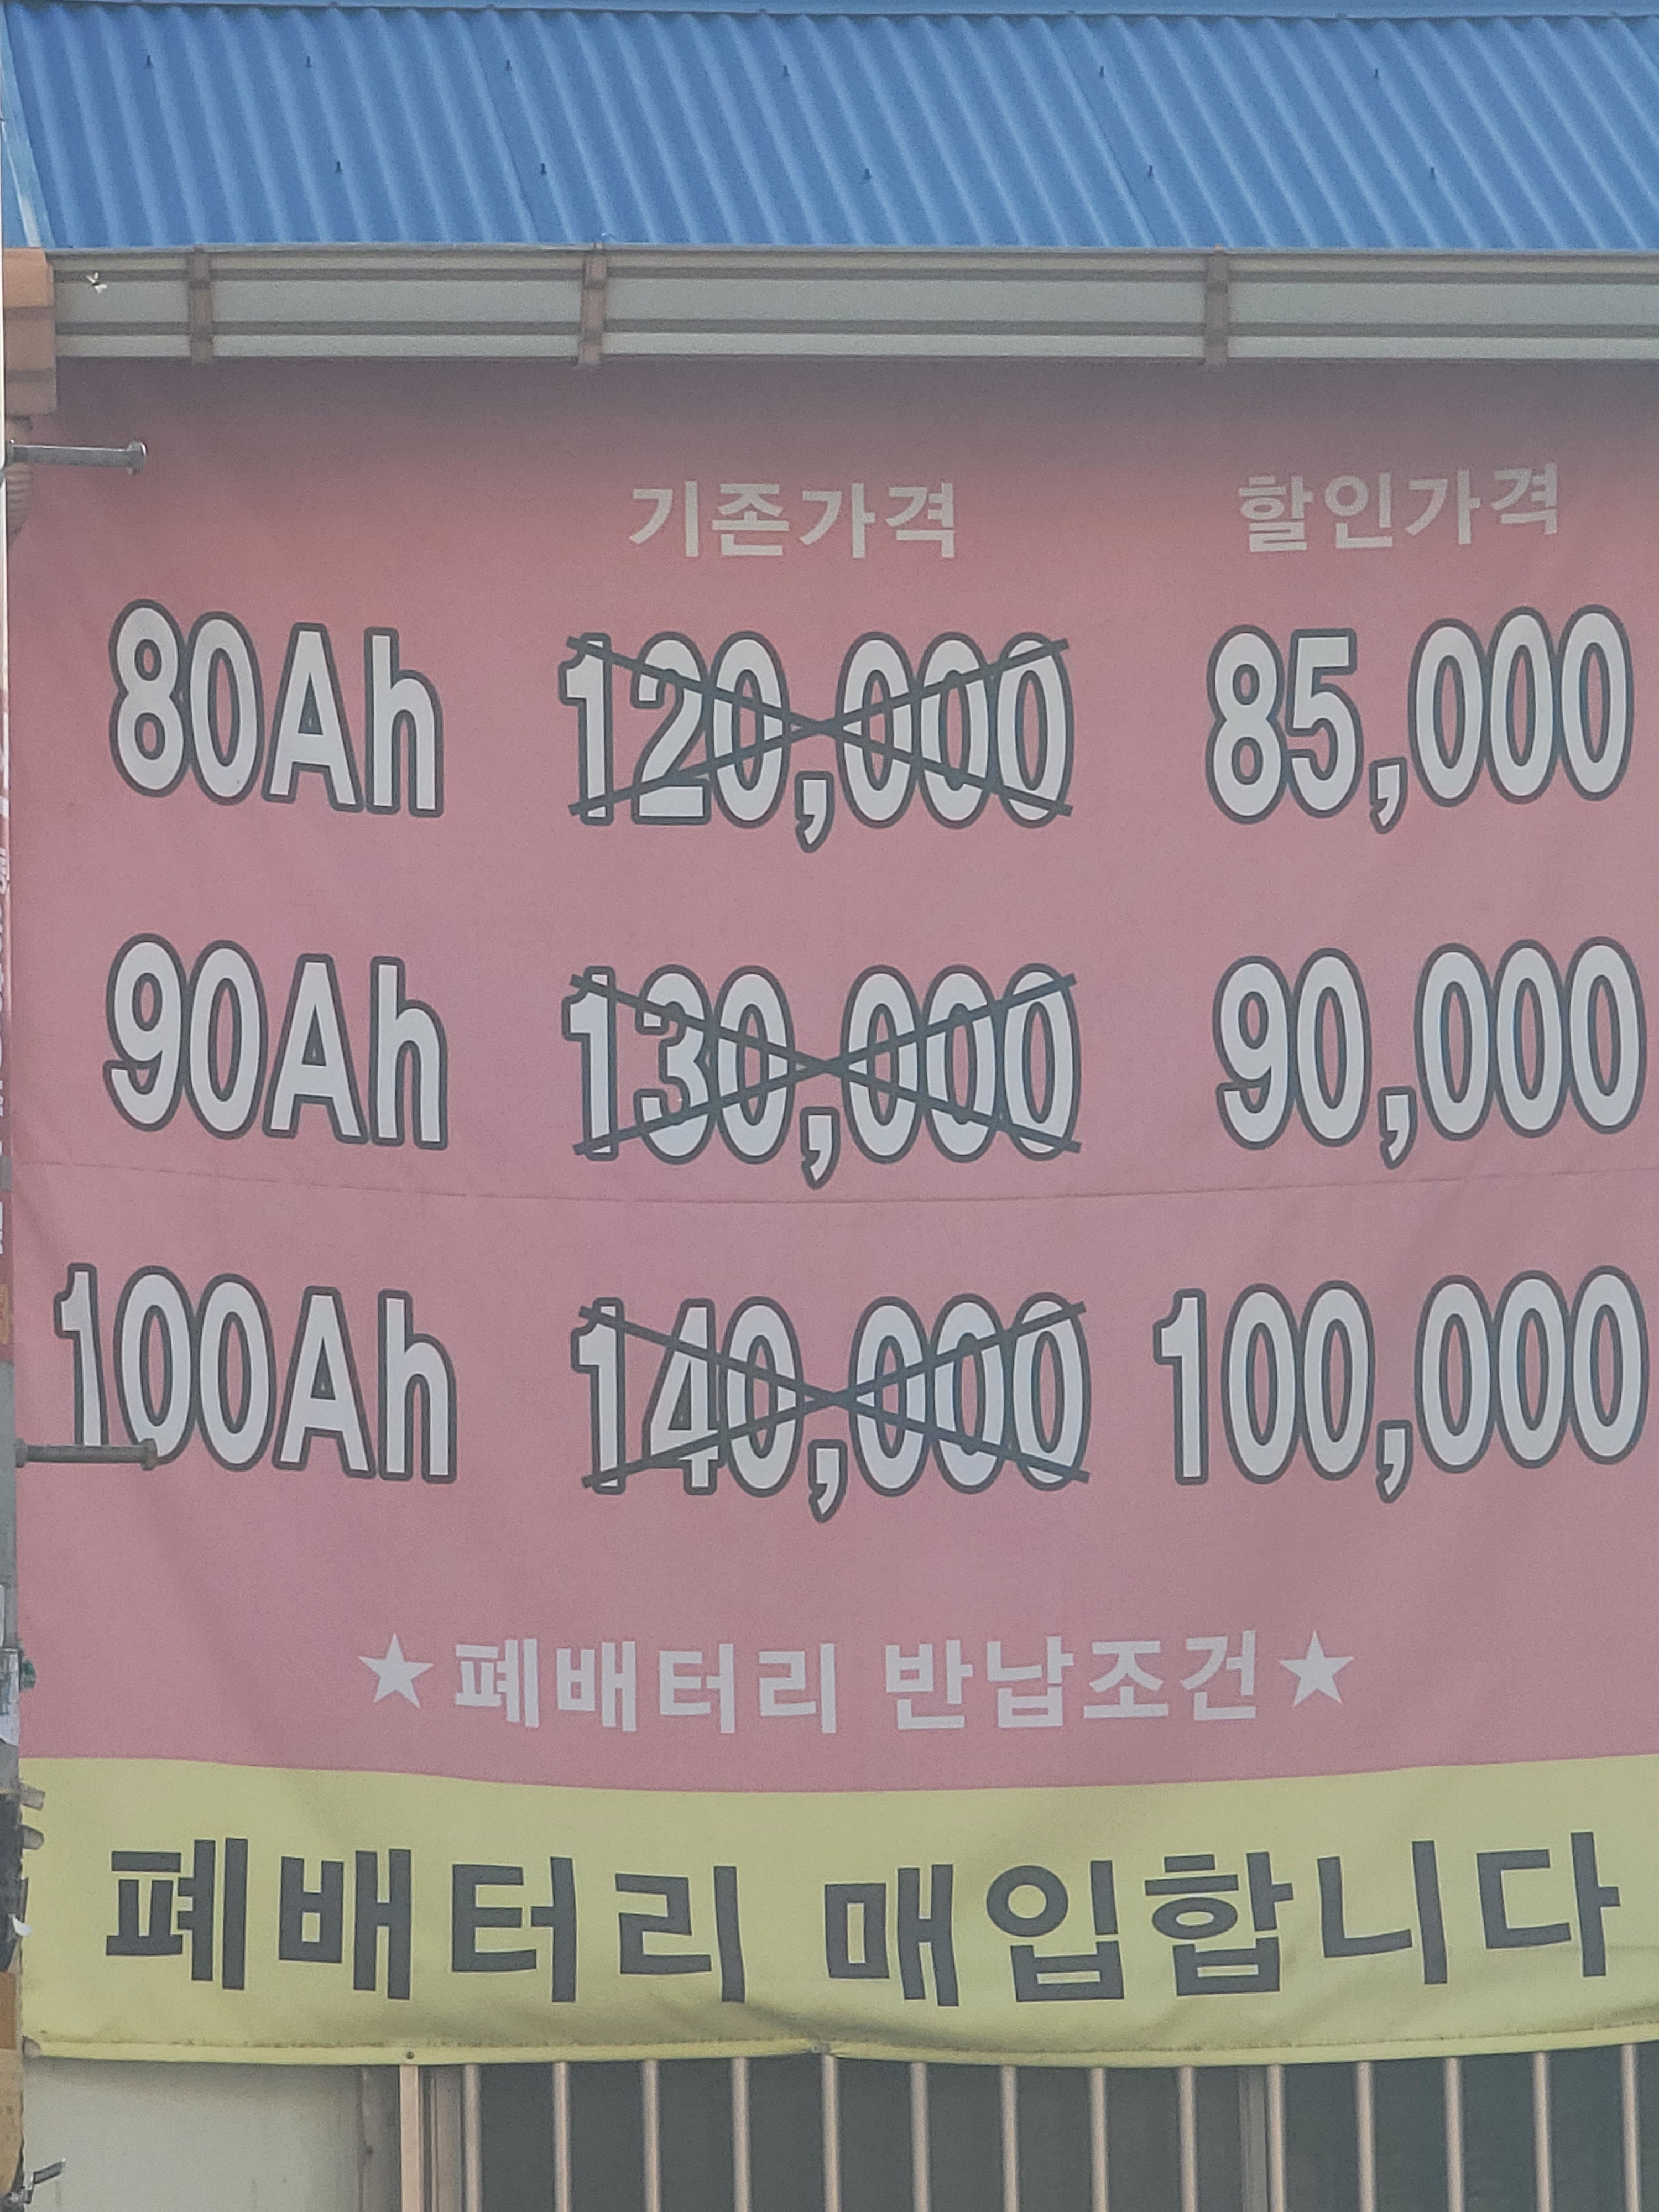 기존가격 할인가격
80Ah 120,000 85,000
90Ah 130,000 90,000
100Ah 140,000 100,000
★폐배터리 반납조건★
폐배터리 매입합니다